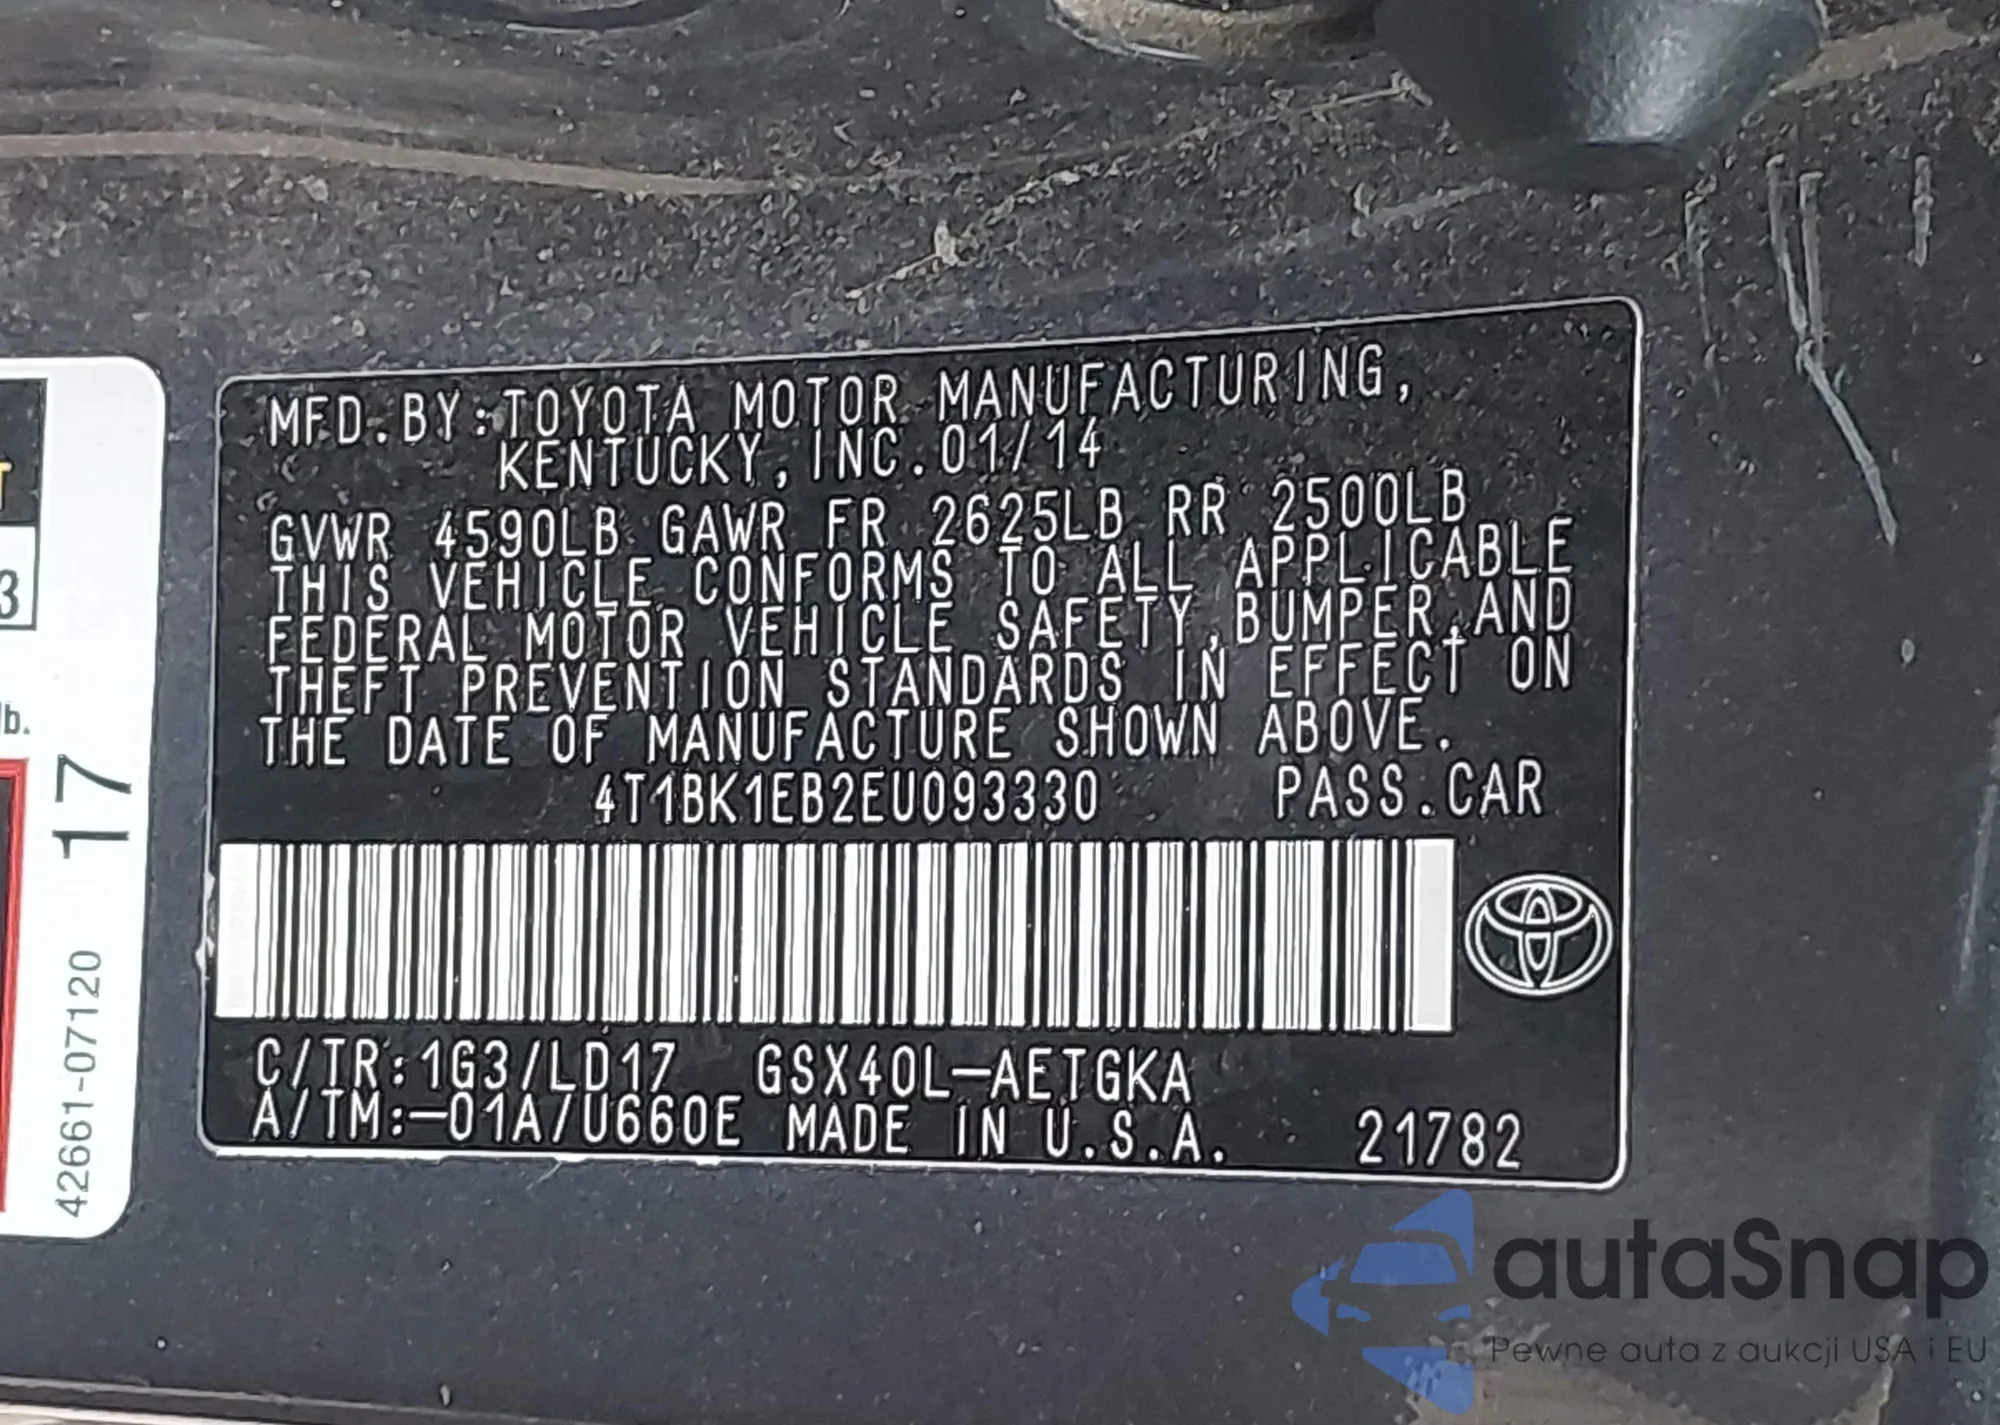 MFD.BY:TOYOTA MOTOR MANUFACTURING,
KENTUCKY, INC.01/14
GVWR 4590LB GAWR FR 2625LB RR 2500LB
THIS VEHICLE CONFORMS TO ALL APPLICABLE
FEDERAL MOTOR VEHICLE SAFETY, BUMPER, AND
THEFT PREVENTION STANDARDS IN EFFECT ON
THE DATE OF MANUFACTURE SHOWN ABOVE.
4T1BK1EB2EU093330 PASS.CAR
C/TR:1G3/LD17 GSX40L-AETGKA
A/TM:-01A/U660E MADE IN U.S.A. 21782
T
3
lb.
17
42661-07120
autoSnap
Pewne auta z aukcji USA i EU